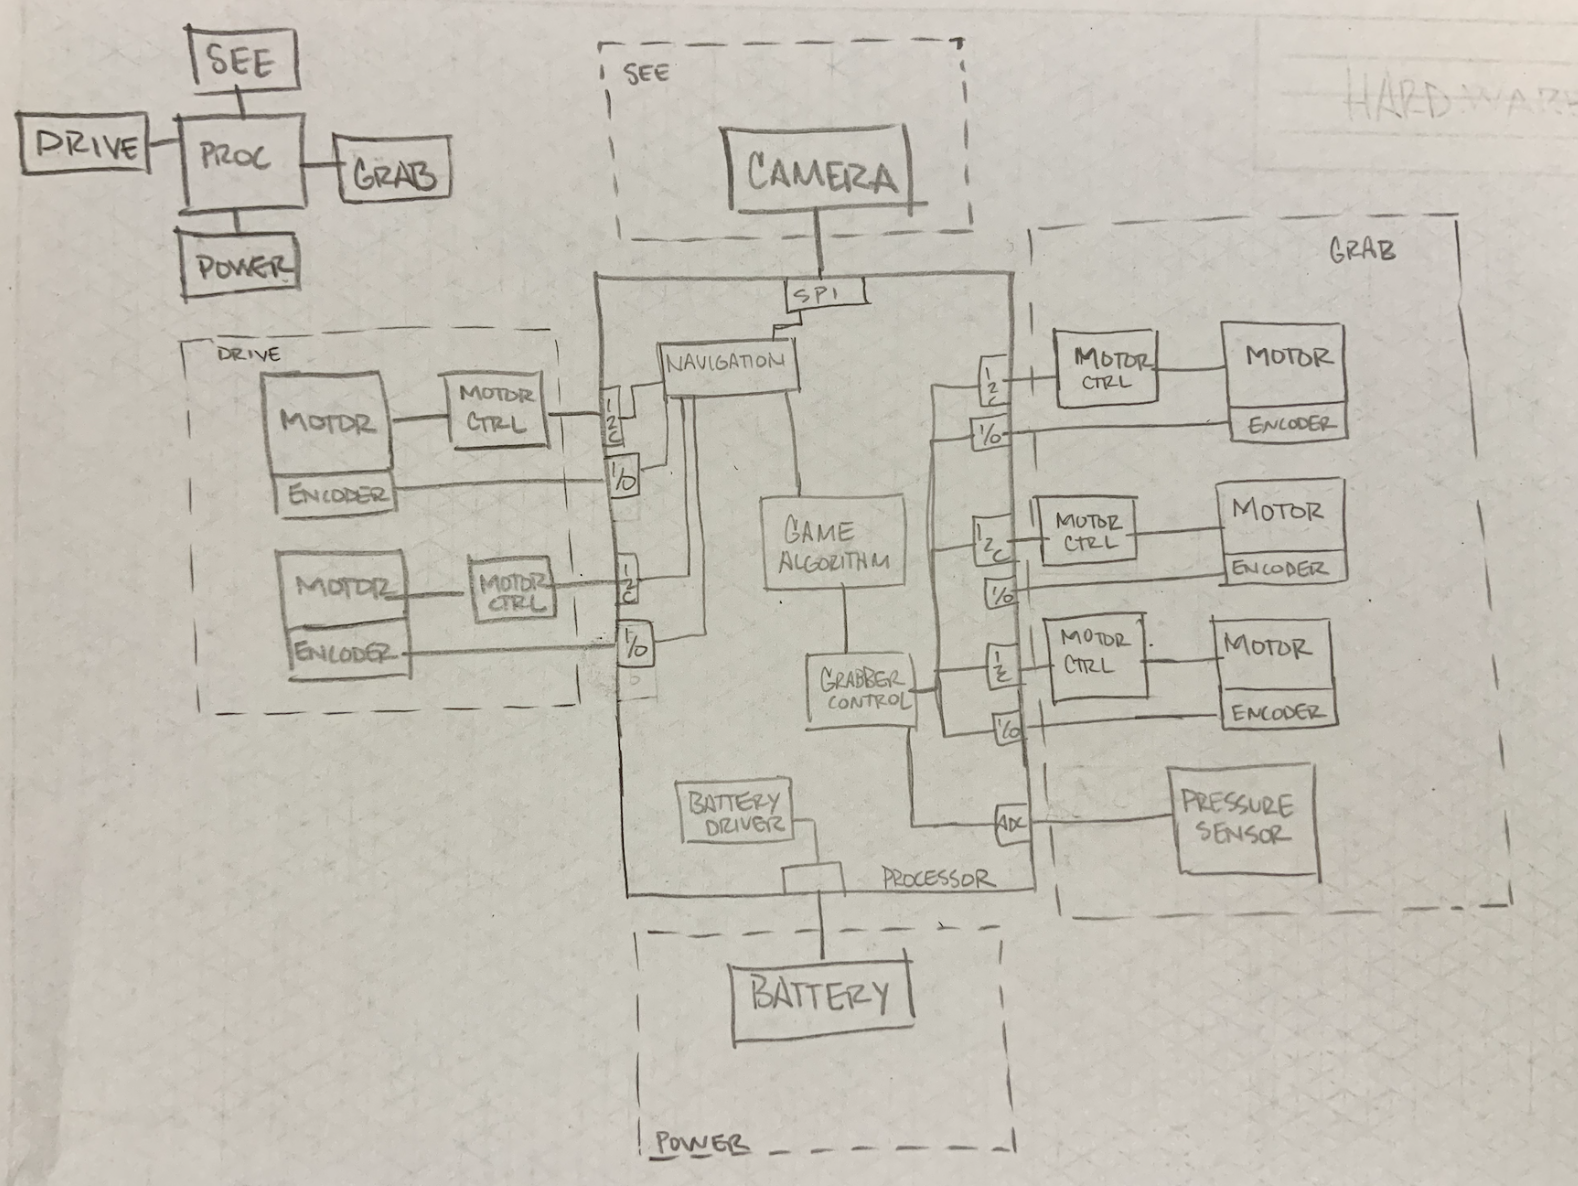 SEE
DRIVE
PROC
GRAB
POWER
SEE
CAMERA
HARDWARE
GRAB
SPI
DRIVE
MOTOR
MOTOR
CTRL
ENCODER
MOTOR
MOTOR
CTRL
ENCODER
I2C
I/O
I2C
I/O
NAVIGATION
GAME
ALGORITHM
GRABBER
CONTROL
BATTERY
DRIVER
PROCESSOR
I2C
I/O
I2C
I/O
I2C
I/O
ADC
MOTOR
CTRL
MOTOR
ENCODER
MOTOR
CTRL
MOTOR
ENCODER
MOTOR
CTRL
MOTOR
ENCODER
PRESSURE
SENSOR
BATTERY
POWER